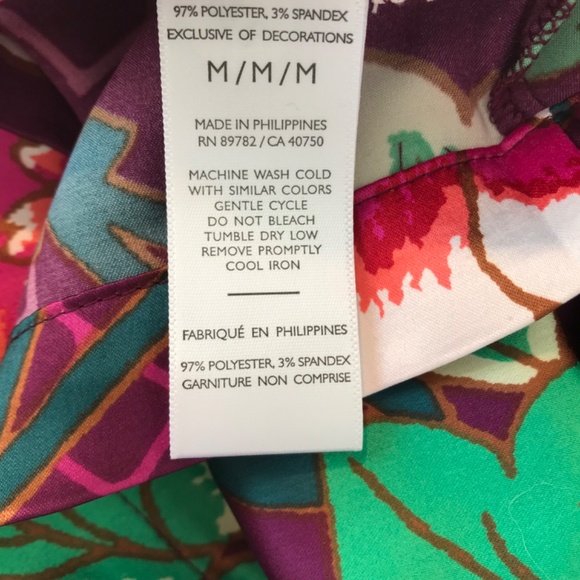 97% POLYESTER, 3% SPANDEX
EXCLUSIVE OF DECORATIONS
M/M/M
MADE IN PHILIPPINES
RN 89782 / CA 40750
MACHINE WASH COLD
WITH SIMILAR COLORS
GENTLE CYCLE
DO NOT BLEACH
TUMBLE DRY LOW
REMOVE PROMPTLY
COOL IRON
FABRIQUÉ EN PHILIPPINES
97% POLYESTER, 3% SPANDEX
GARNITURE NON COMPRISE